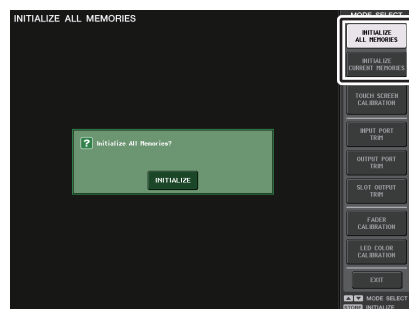 INITIALIZE ALL MEMORIES
MODE SELECT
INITIALIZE
ALL MEMORIES
INITIALIZE
CURRENT MEMORIES
TOUCH SCREEN
CALIBRATION
INPUT PORT
TRIM
OUTPUT PORT
TRIM
SLOT OUTPUT
TRIM
FADER
CALIBRATION
LED COLOR
CALIBRATION
EXIT
MODE SELECT
STORE INITIALIZE
? Initialize All Memories?
INITIALIZE